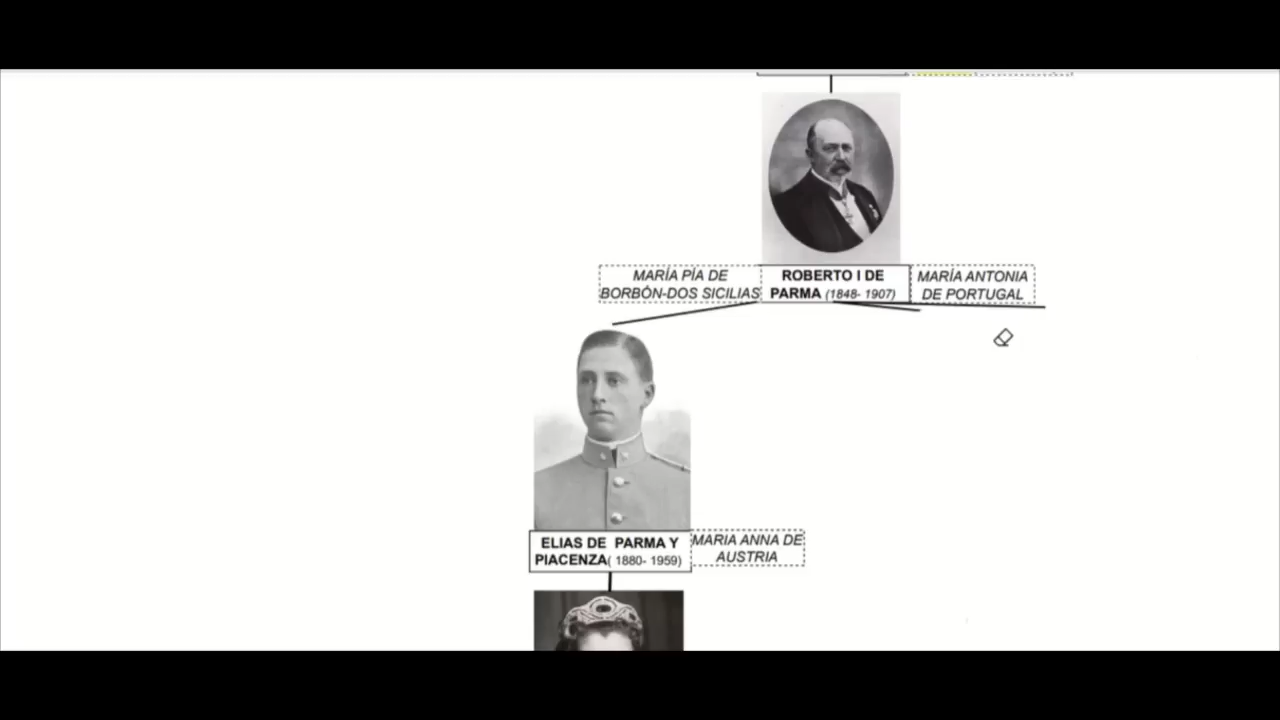 MARÍA PÍA DE
BORBÓN-DOS SICILIAS
ROBERTO I DE
PARMA (1848- 1907)
MARÍA ANTONIA
DE PORTUGAL
ELIAS DE PARMA Y
PIACENZA( 1880- 1959)
MARIA ANNA DE
AUSTRIA